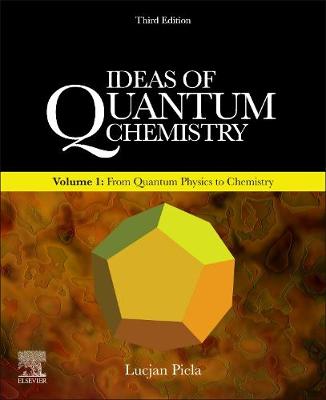 Third Edition
IDEAS OF
QUANTUM
CHEMISTRY
Volume 1: From Quantum Physics to Chemistry
ELSEVIER
Lucjan Piela